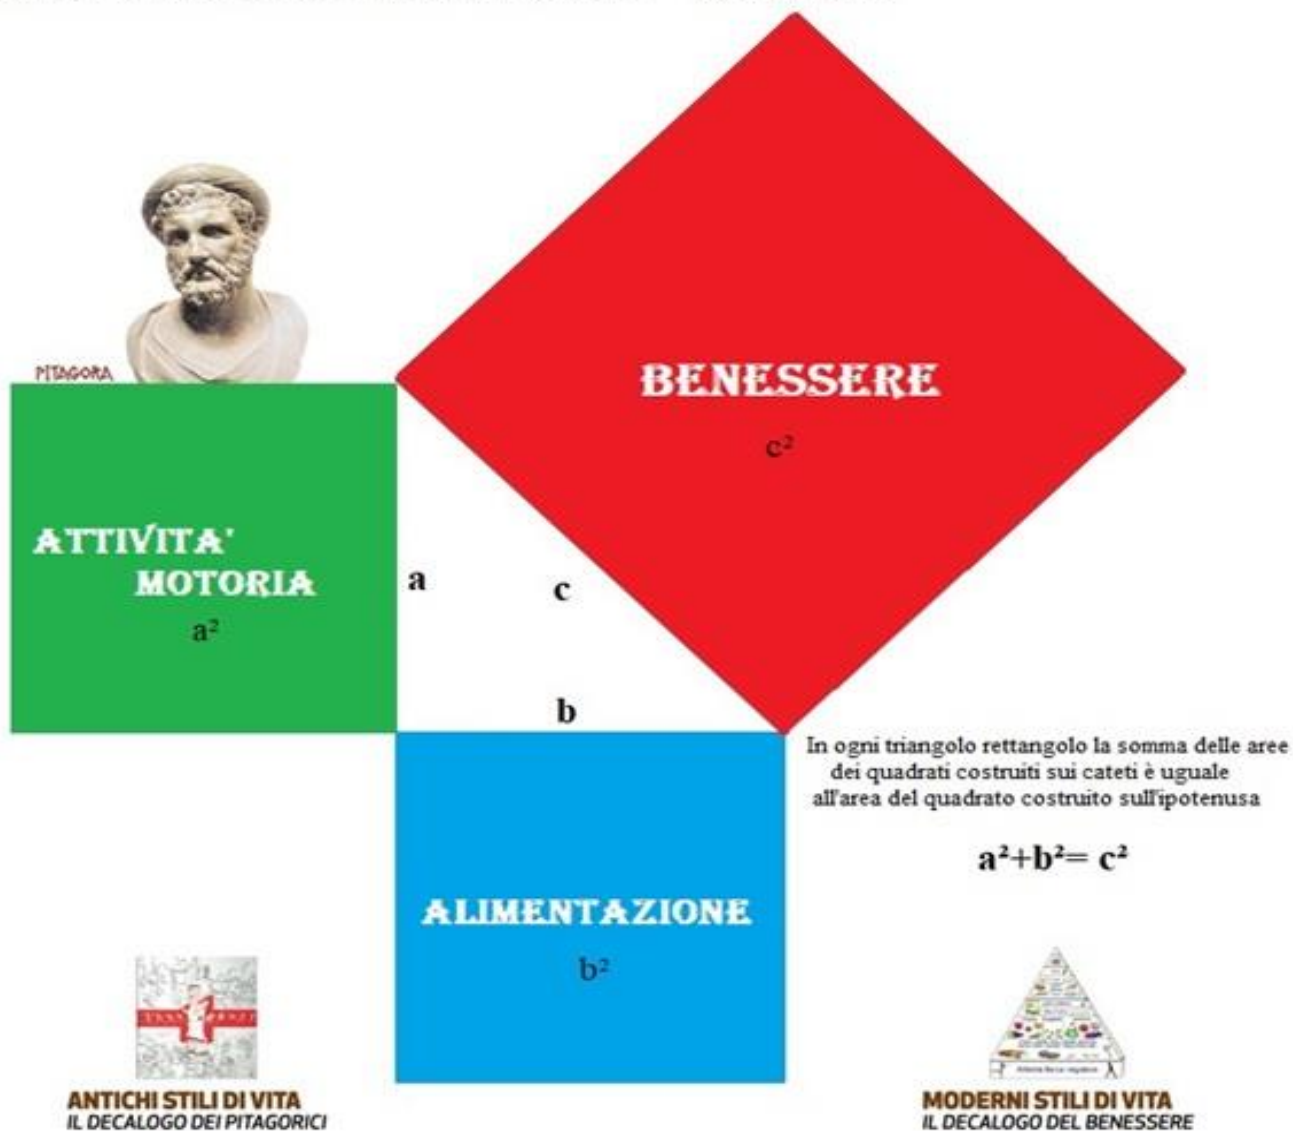 PITAGORA
BENESSERE
c²
ATTIVITA'
MOTORIA
a²
a
c
b
In ogni triangolo rettangolo la somma delle aree
dei quadrati costruiti sui cateti è uguale
all'area del quadrato costruito sull'ipotenusa
a²+b²= c²
ALIMENTAZIONE
b²
ANTICHI STILI DI VITA
IL DECALOGO DEI PITAGORICI
MODERNI STILI DI VITA
IL DECALOGO DEL BENESSERE